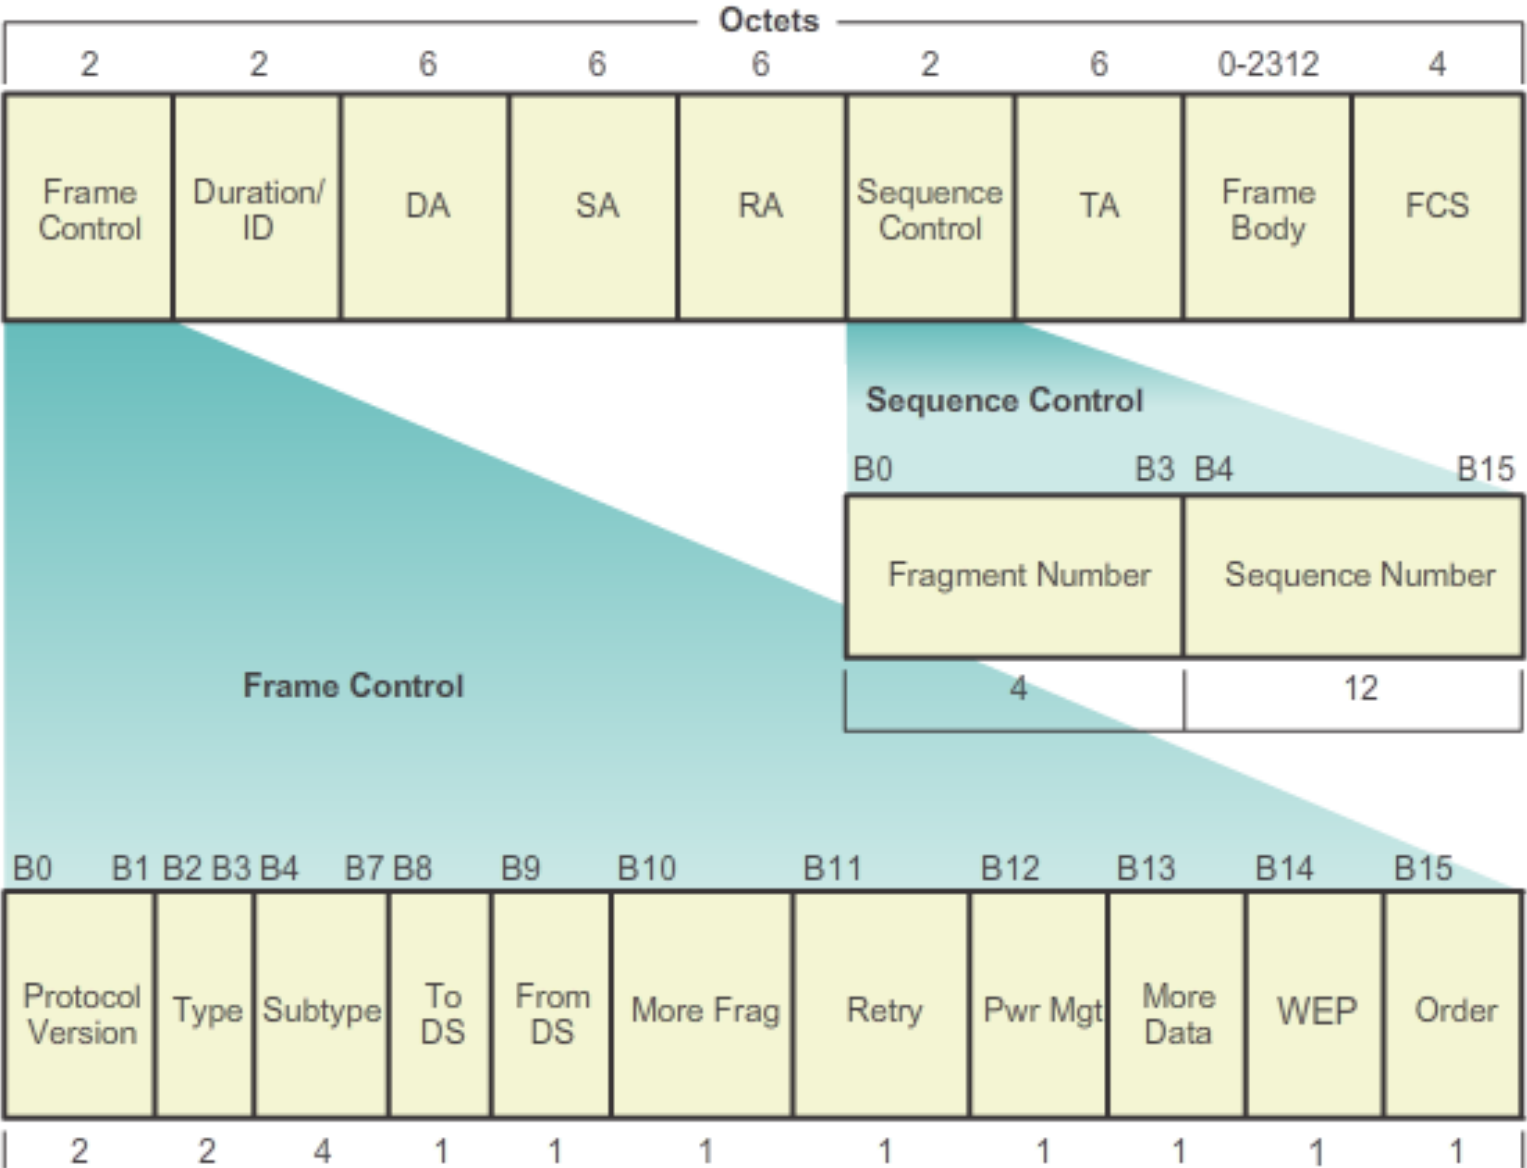 Octets
2 2 6 6 6 2 6 0-2312 4
Frame Control
Duration/ ID
DA
SA
RA
Sequence Control
TA
Frame Body
FCS
Sequence Control
B0 B3 B4 B15
Fragment Number
Sequence Number
4 12
Frame Control
B0 B1 B2 B3 B4 B7 B8 B9 B10 B11 B12 B13 B14 B15
Protocol Version
Type
Subtype
To DS
From DS
More Frag
Retry
Pwr Mgt
More Data
WEP
Order
2 2 4 1 1 1 1 1 1 1 1